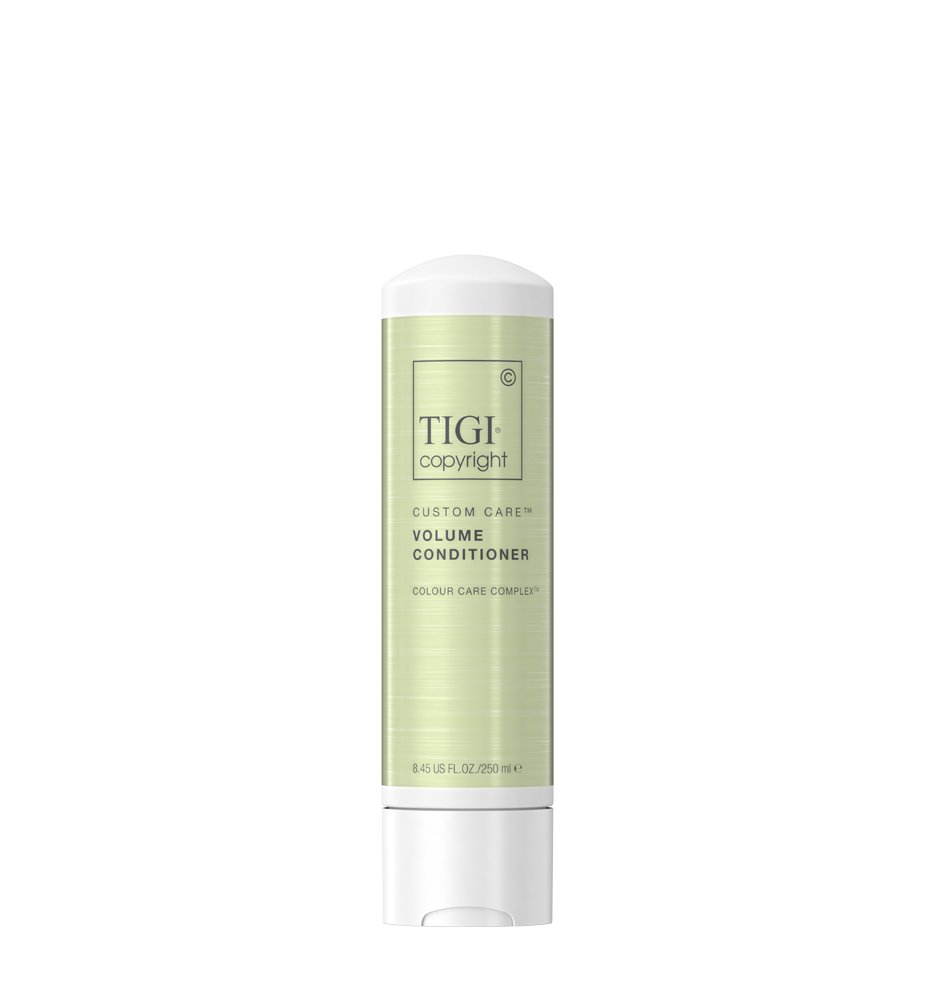 ©
TIGI®
copyright
CUSTOM CARE™
VOLUME
CONDITIONER
COLOUR CARE COMPLEX™
8.45 US FL.OZ./250 ml ℮